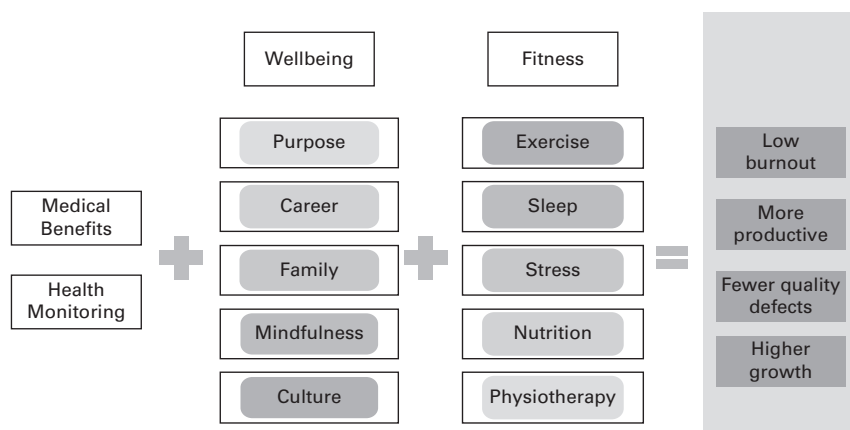 Wellbeing
Fitness
Medical
Benefits
Health
Monitoring
Purpose
Career
Family
Mindfulness
Culture
Exercise
Sleep
Stress
Nutrition
Physiotherapy
Low
burnout
More
productive
Fewer quality
defects
Higher
growth